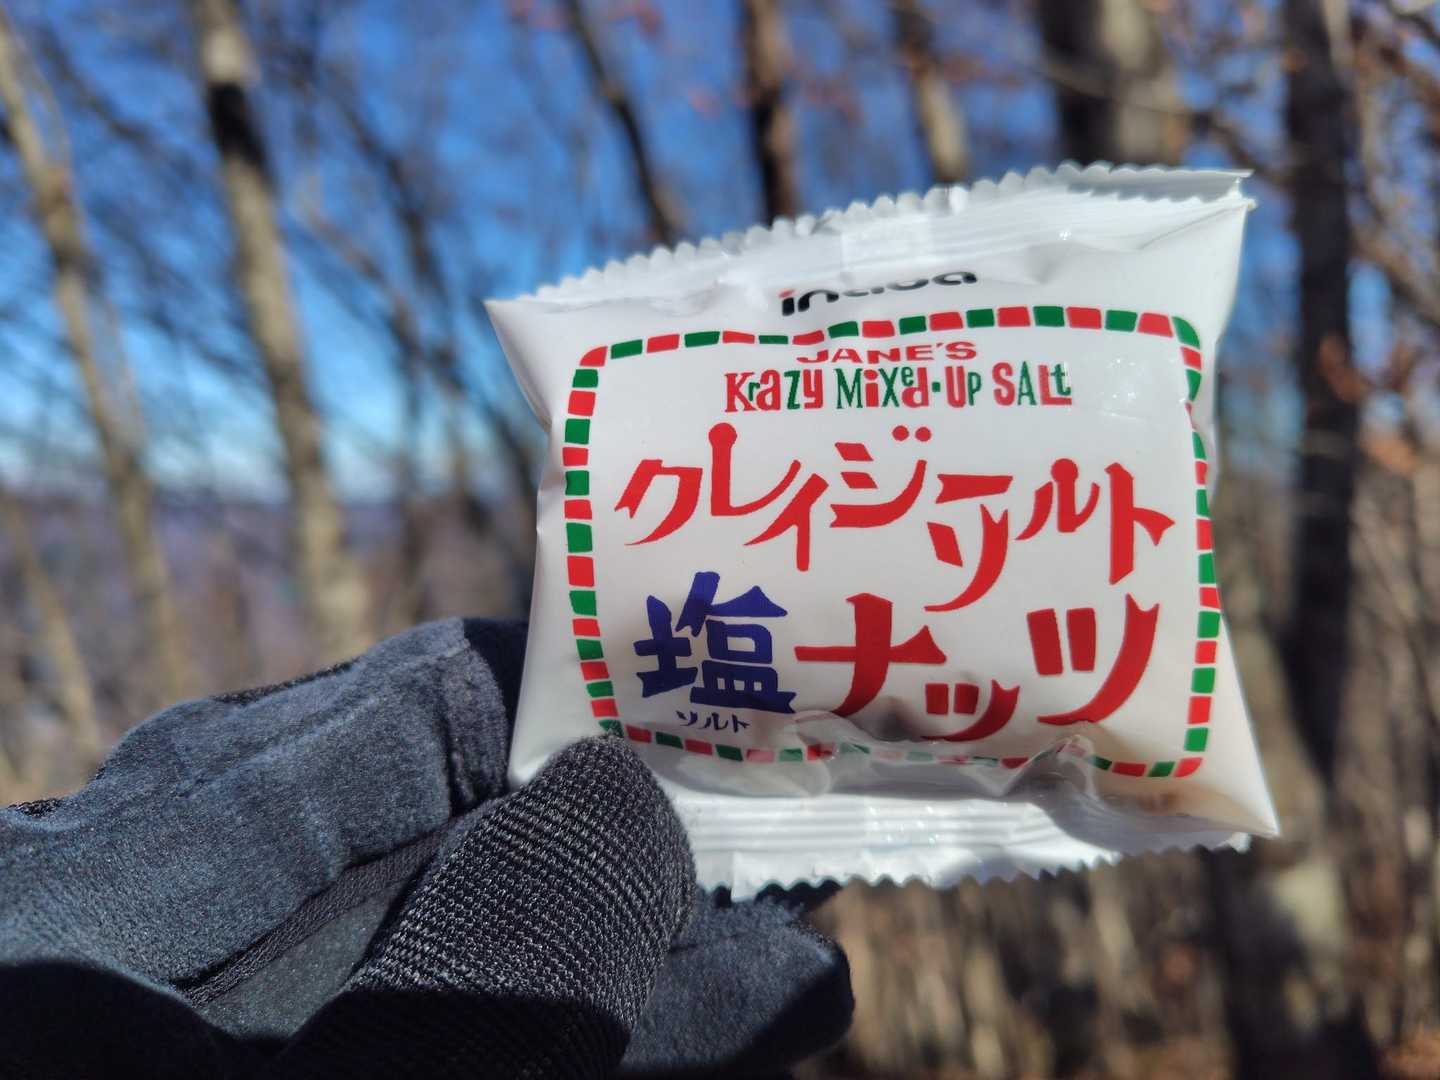 inaba
JANE'S
Krazy Mixed-Up Salt
クレイジーソルト
塩ナッツ
ソルト